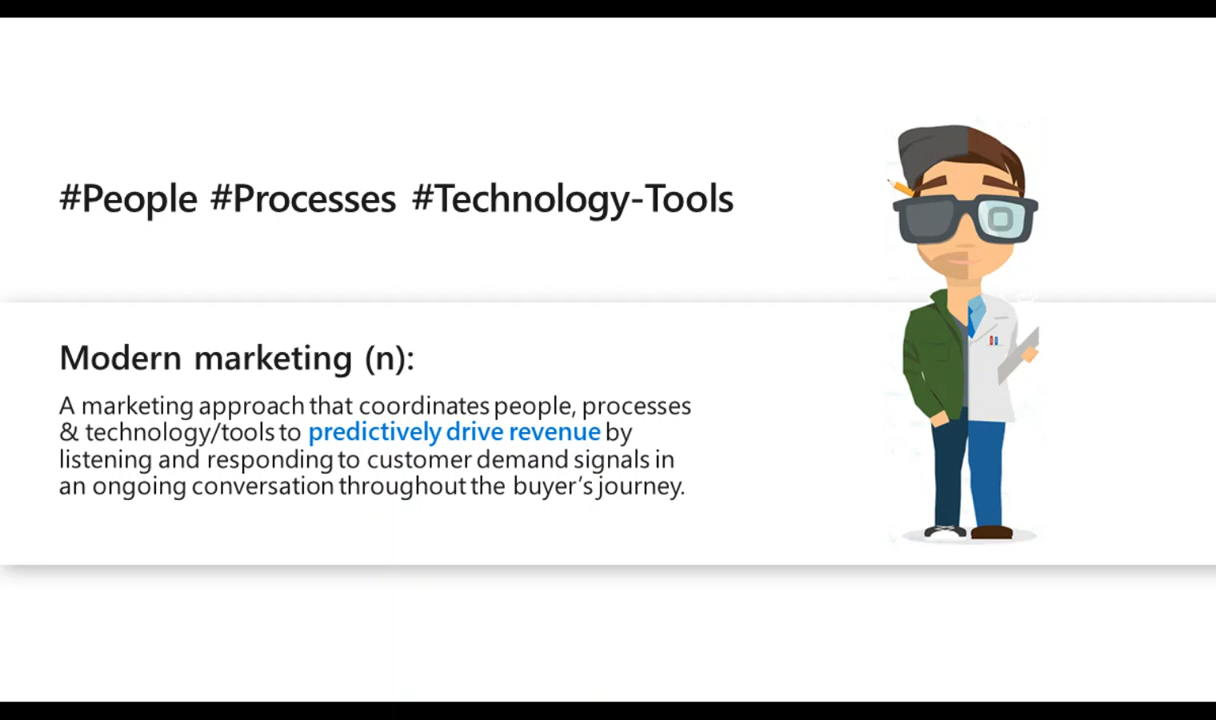 #People #Processes #Technology-Tools
Modern marketing (n):
A marketing approach that coordinates people, processes
& technology/tools to predictively drive revenue by
listening and responding to customer demand signals in
an ongoing conversation throughout the buyer's journey.